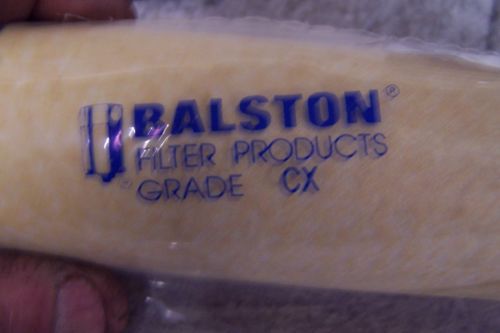 BALSTON®
FILTER PRODUCTS
GRADE CX